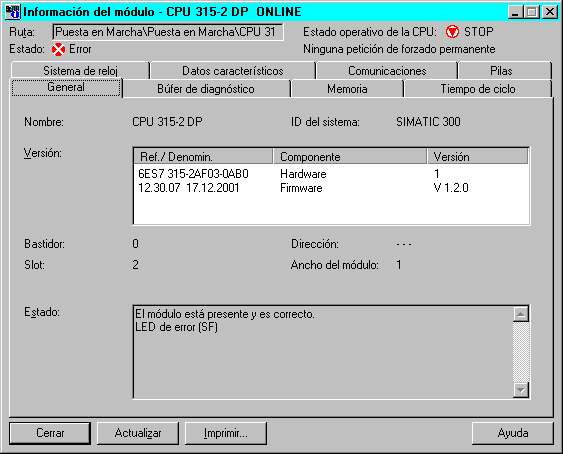 Información del módulo - CPU 315-2 DP ONLINE
Ruta: Puesta en Marcha\Puesta en Marcha\CPU 31 Estado operativo de la CPU: STOP
Estado: Error Ninguna petición de forzado permanente
Sistema de reloj Datos característicos Comunicaciones Pilas
General Búfer de diagnóstico Memoria Tiempo de ciclo
Nombre: CPU 315-2 DP ID del sistema: SIMATIC 300
Versión: Ref./ Denomin. Componente Versión
6ES7 315-2AF03-0AB0 Hardware 1
12.30.07 17.12.2001 Firmware V 1.2.0
Bastidor: 0 Dirección: - - -
Slot: 2 Ancho del módulo: 1
Estado: El módulo está presente y es correcto.
LED de error (SF)
Cerrar Actualizar Imprimir... Ayuda